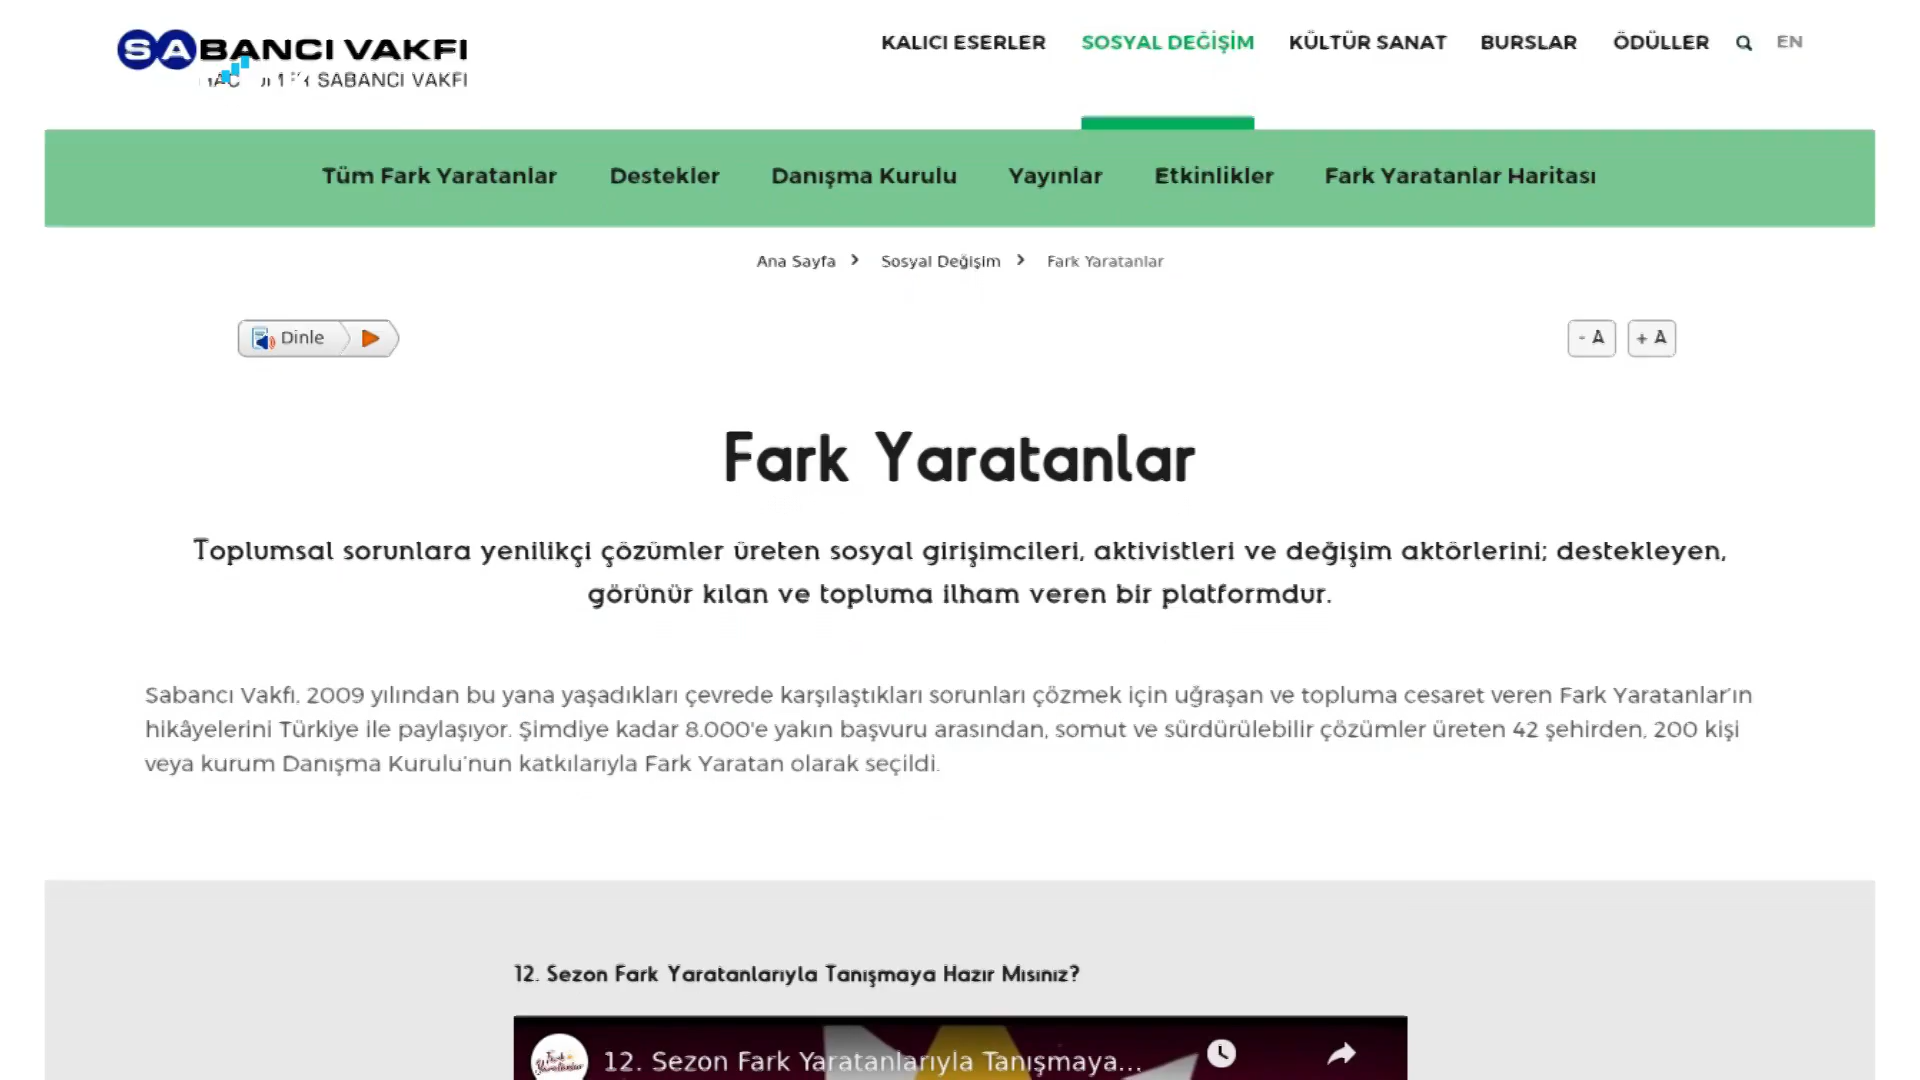 SABANCI VAKFI
SABANCI VAKFI
KALICI ESERLER SOSYAL DEĞİŞİM KÜLTÜR SANAT BURSLAR ÖDÜLLER EN
Tüm Fark Yaratanlar Destekler Danışma Kurulu Yayınlar Etkinlikler Fark Yaratanlar Haritası
Ana Sayfa > Sosyal Değişim > Fark Yaratanlar
Dinle
- A + A
Fark Yaratanlar
Toplumsal sorunlara yenilikçi çözümler üreten sosyal girişimcileri, aktivistleri ve değişim aktörlerini; destekleyen,
görünür kılan ve topluma ilham veren bir platformdur.
Sabancı Vakfı, 2009 yılından bu yana yaşadıkları çevrede karşılaştıkları sorunları çözmek için uğraşan ve topluma cesaret veren Fark Yaratanlar'ın
hikâyelerini Türkiye ile paylaşıyor. Şimdiye kadar 8.000'e yakın başvuru arasından, somut ve sürdürülebilir çözümler üreten 42 şehirden, 200 kişi
veya kurum Danışma Kurulu'nun katkılarıyla Fark Yaratan olarak seçildi.
12. Sezon Fark Yaratanlarıyla Tanışmaya Hazır Mısınız?
Fark Yaratanlar
12. Sezon Fark Yaratanlarıyla Tanışmaya...